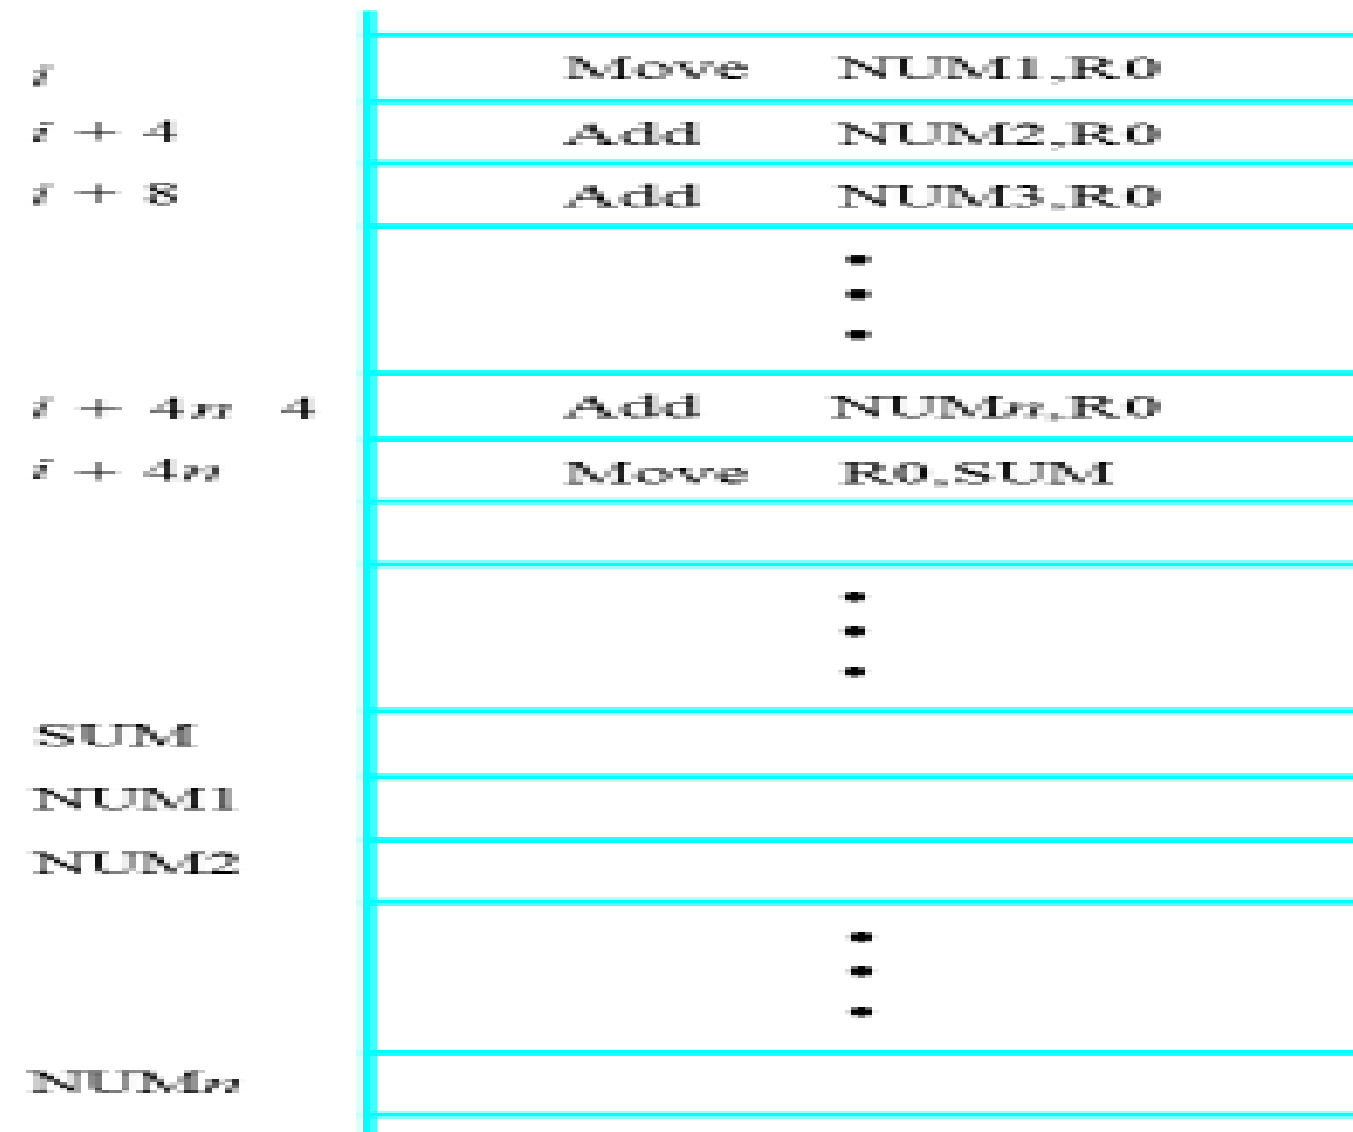 i Move NUM1,R0
i + 4 Add NUM2,R0
i + 8 Add NUM3,R0
i + 4n 4 Add NUMn,R0
i + 4n Move R0,SUM
SUM
NUM1
NUM2
NUMn